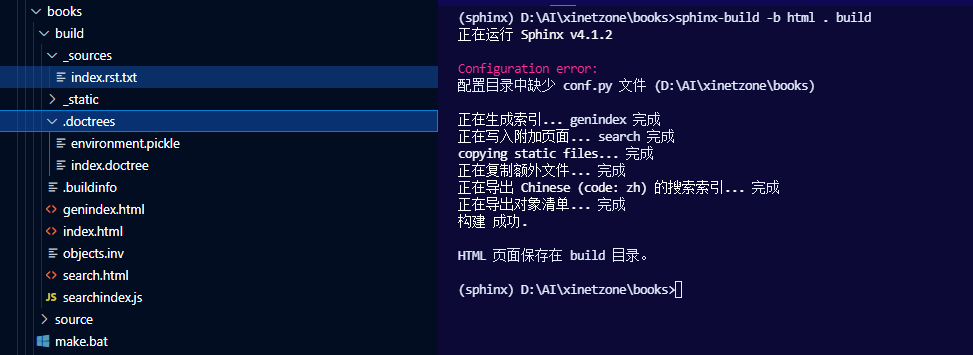 books
build
_sources
index.rst.txt
_static
.doctrees
environment.pickle
index.doctree
.buildinfo
genindex.html
index.html
objects.inv
search.html
JS searchindex.js
source
make.bat
(sphinx) D:\AI\xinetzone\books>sphinx-build -b html . build
正在运行 Sphinx v4.1.2
Configuration error:
配置目录中缺少 conf.py 文件 (D:\AI\xinetzone\books)
正在生成索引... genindex 完成
正在写入附加页面... search 完成
copying static files... 完成
正在复制额外文件... 完成
正在导出 Chinese (code: zh) 的搜索索引... 完成
正在导出对象清单... 完成
构建 成功.
HTML 页面保存在 build 目录。
(sphinx) D:\AI\xinetzone\books>